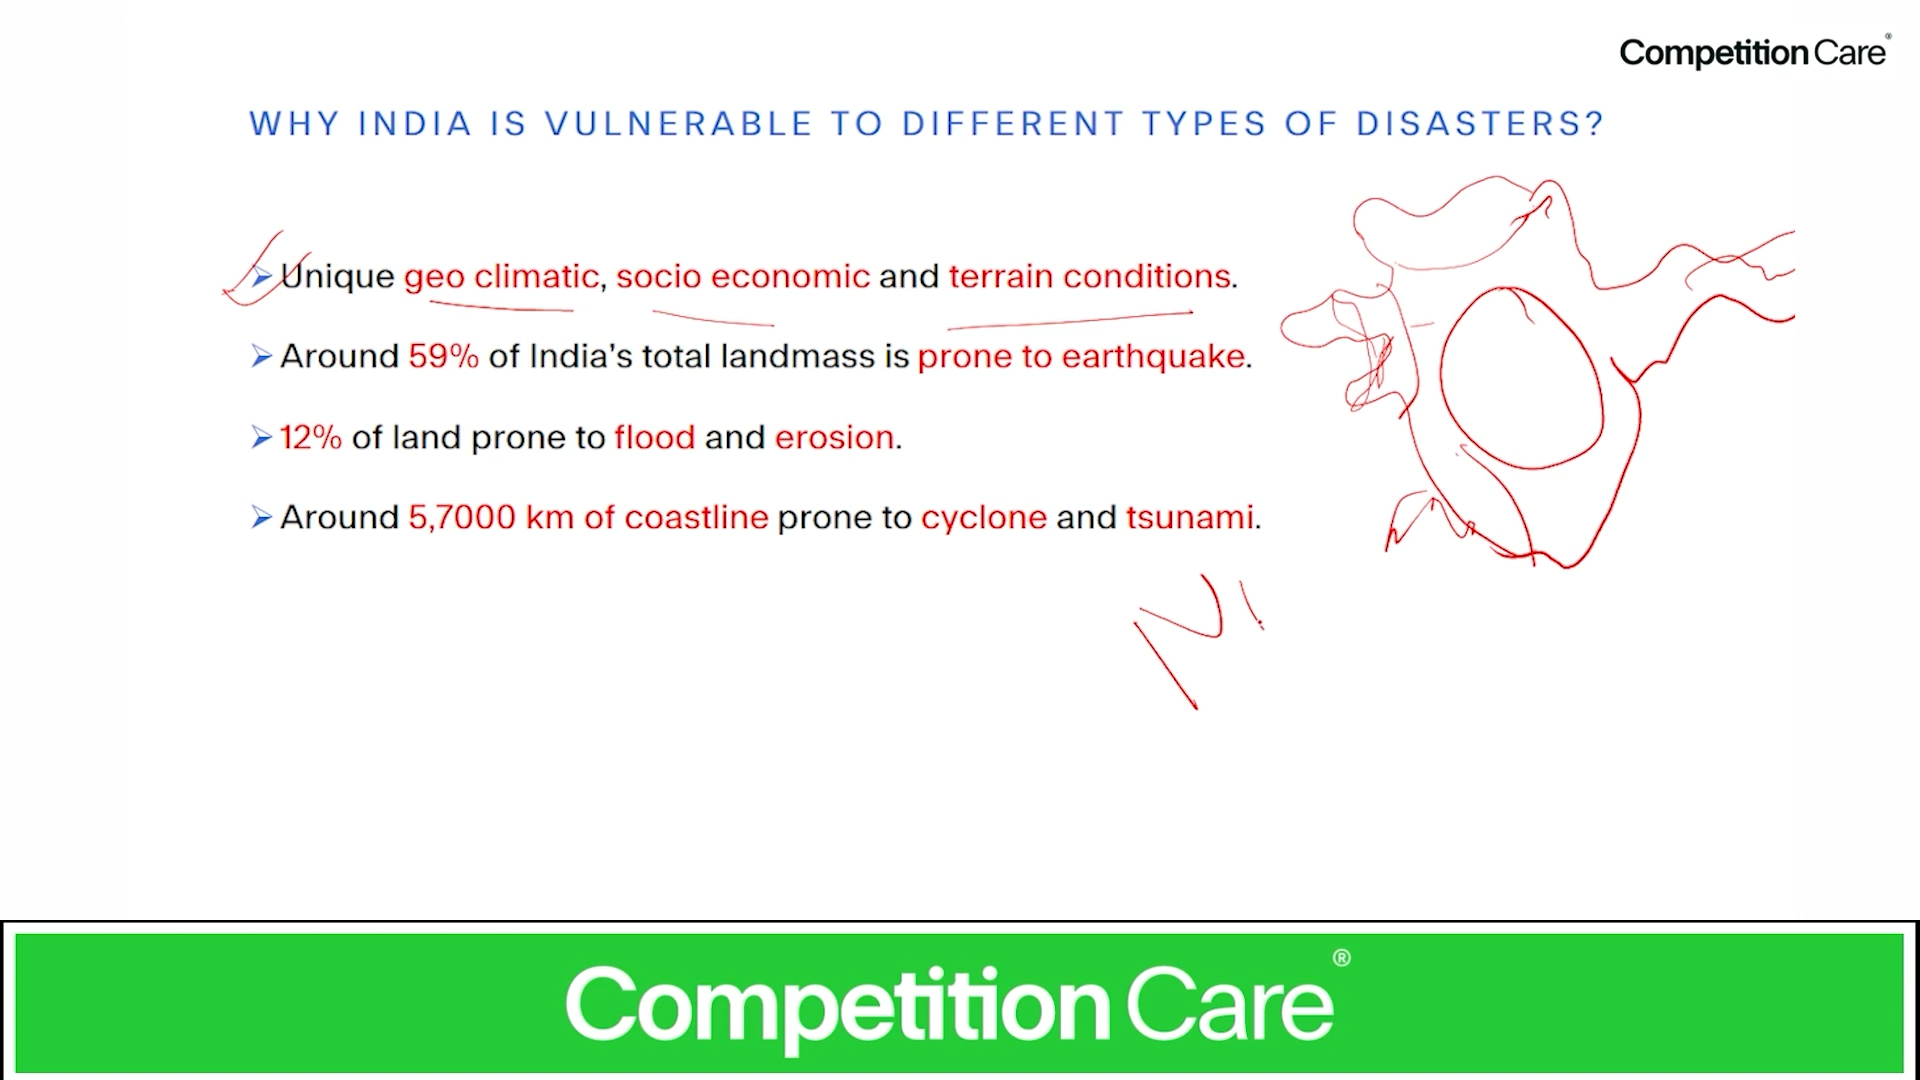 Competition Care®
WHY INDIA IS VULNERABLE TO DIFFERENT TYPES OF DISASTERS?
➢ Unique geo climatic, socio economic and terrain conditions.
➢ Around 59% of India's total landmass is prone to earthquake.
➢ 12% of land prone to flood and erosion.
➢ Around 5,7000 km of coastline prone to cyclone and tsunami.
Competition Care®